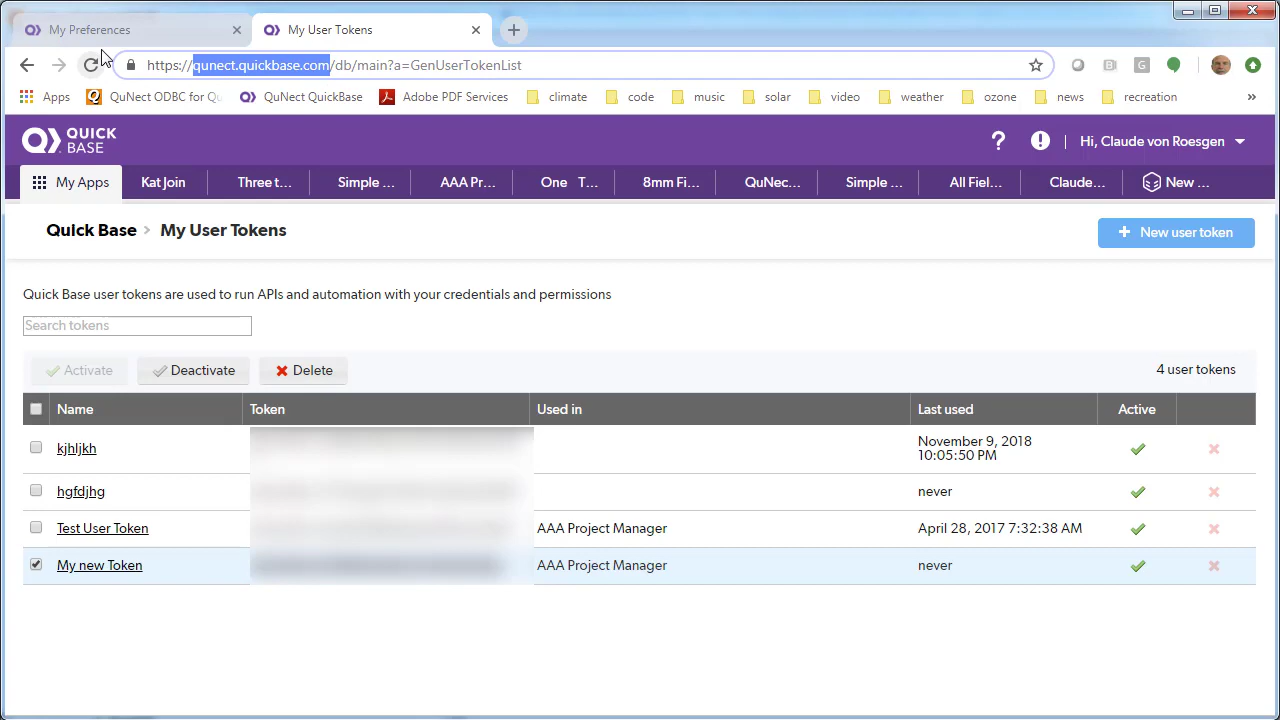 My Preferences
My User Tokens
https://qunect.quickbase.com/db/main?a=GenUserTokenList
Apps QuNect ODBC for Qu QuNect QuickBase Adobe PDF Services climate code music solar video weather ozone news recreation »
QUICK BASE
? ! | Hi, Claude von Roesgen
My Apps Kat Join Three t... Simple ... AAA Pr... One T... 8mm Fi... QuNec... Simple ... All Fiel... Claude... New ...
Quick Base > My User Tokens
+ New user token
Quick Base user tokens are used to run APIs and automation with your credentials and permissions
Search tokens
Activate Deactivate Delete 4 user tokens
Name Token Used in Last used Active
kjhljkh November 9, 2018
10:05:50 PM
hgfdjhg never
Test User Token AAA Project Manager April 28, 2017 7:32:38 AM
My new Token AAA Project Manager never